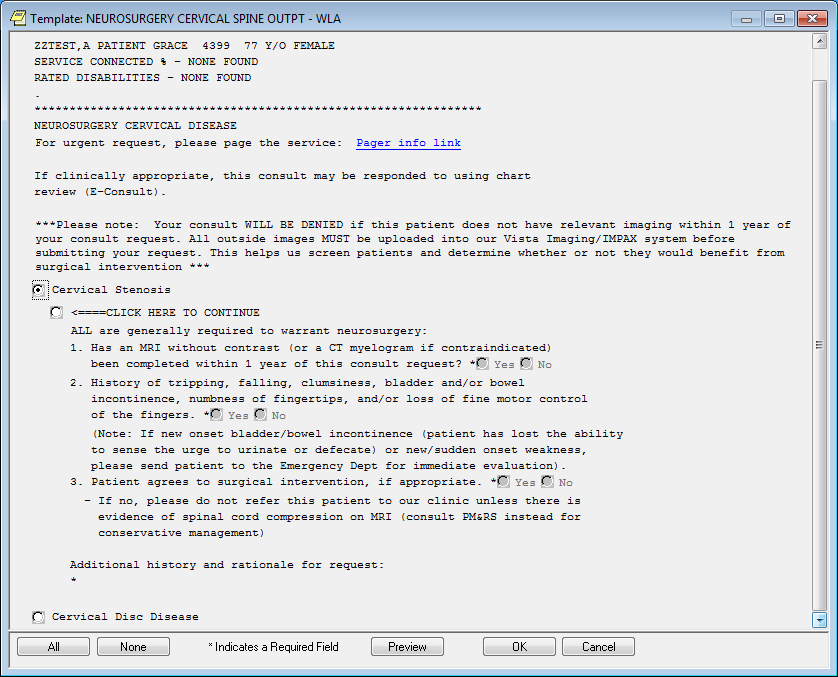 Template: NEUROSURGERY CERVICAL SPINE OUTPT - WLA
ZZTEST,A PATIENT GRACE  4399  77 Y/O FEMALE
SERVICE CONNECTED % - NONE FOUND
RATED DISABILITIES - NONE FOUND
.
****************************************************************
NEUROSURGERY CERVICAL DISEASE
For urgent request, please page the service:  Pager info link
If clinically appropriate, this consult may be responded to using chart
review (E-Consult).
***Please note:  Your consult WILL BE DENIED if this patient does not have relevant imaging within 1 year of
your consult request. All outside images MUST be uploaded into our Vista Imaging/IMPAX system before
submitting your request. This helps us screen patients and determine whether or not they would benefit from
surgical intervention ***
Cervical Stenosis
<====CLICK HERE TO CONTINUE
ALL are generally required to warrant neurosurgery:
1. Has an MRI without contrast (or a CT myelogram if contraindicated)
been completed within 1 year of this consult request? * Yes No
2. History of tripping, falling, clumsiness, bladder and/or bowel
incontinence, numbness of fingertips, and/or loss of fine motor control
of the fingers. * Yes No
(Note: If new onset bladder/bowel incontinence (patient has lost the ability
to sense the urge to urinate or defecate) or new/sudden onset weakness,
please send patient to the Emergency Dept for immediate evaluation).
3. Patient agrees to surgical intervention, if appropriate. * Yes No
- If no, please do not refer this patient to our clinic unless there is
evidence of spinal cord compression on MRI (consult PM&RS instead for
conservative management)
Additional history and rationale for request:
*
Cervical Disc Disease
All None * Indicates a Required Field Preview OK Cancel